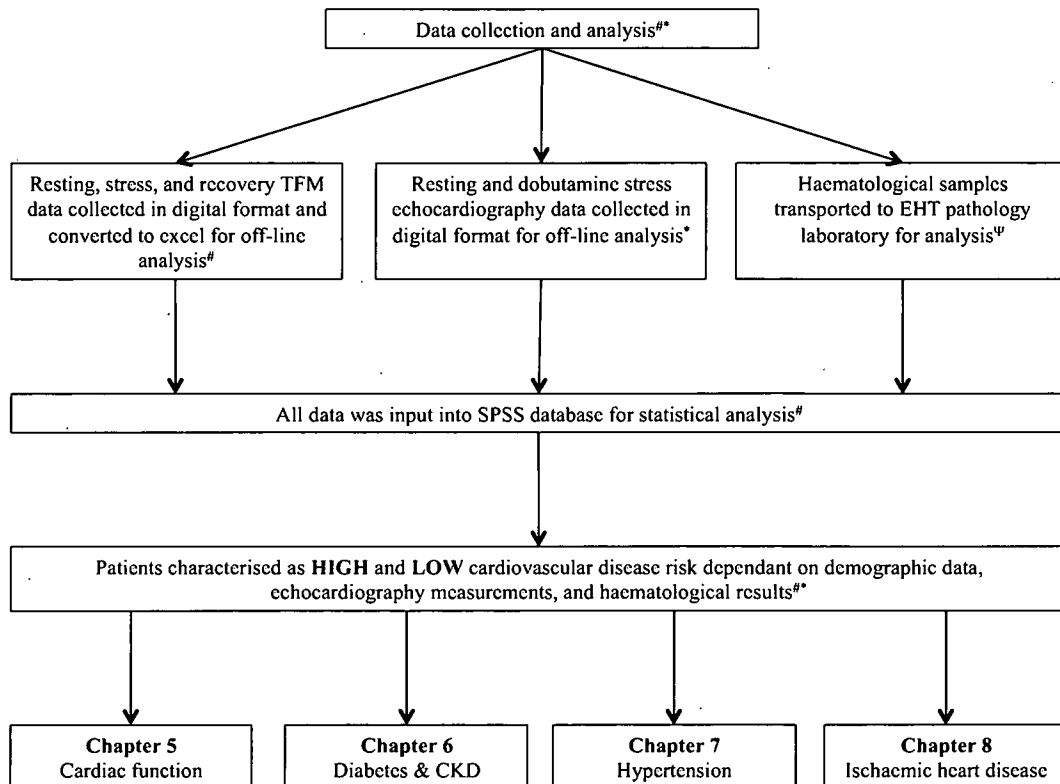 Data collection and analysis#*
Resting, stress, and recovery TFM
data collected in digital format and
converted to excel for off-line
analysis#
Resting and dobutamine stress
echocardiography data collected in
digital format for off-line analysis*
Haematological samples
transported to EHT pathology
laboratory for analysisΨ
All data was input into SPSS database for statistical analysis#
Patients characterised as HIGH and LOW cardiovascular disease risk dependant on demographic data,
echocardiography measurements, and haematological results#*
Chapter 5
Cardiac function
Chapter 6
Diabetes & CKD
Chapter 7
Hypertension
Chapter 8
Ischaemic heart disease